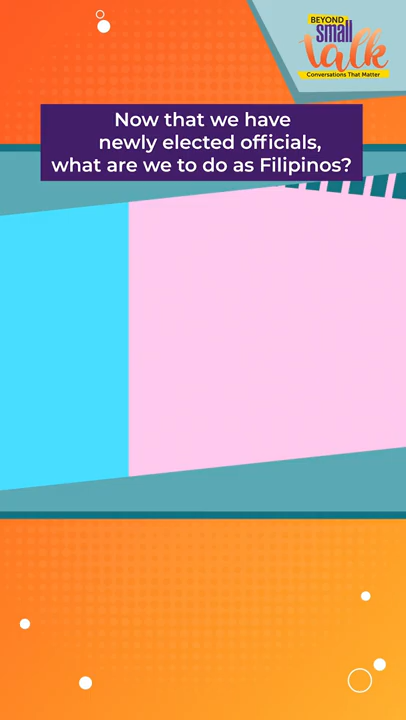 BEYOND
small
talk
Conversations That Matter
Now that we have
newly elected officials,
what are we to do as Filipinos?